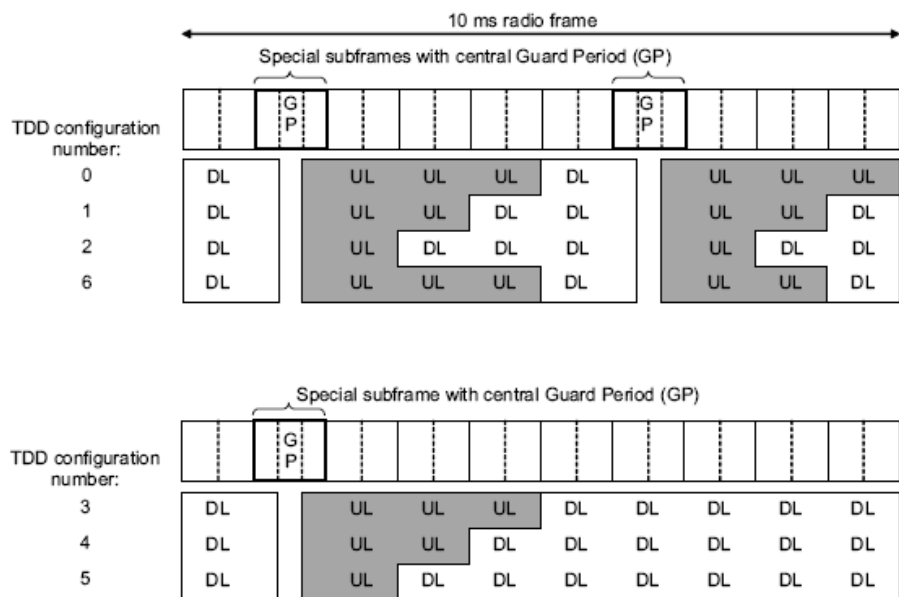 10 ms radio frame
Special subframes with central Guard Period (GP)
G G
P P
TDD configuration
number:
0 DL UL UL UL DL UL UL UL
1 DL UL UL DL DL UL UL DL
2 DL UL DL DL DL UL DL DL
6 DL UL UL UL DL UL UL DL
Special subframe with central Guard Period (GP)
G
P
TDD configuration
number:
3 DL UL UL UL DL DL DL DL DL
4 DL UL UL DL DL DL DL DL DL
5 DL UL DL DL DL DL DL DL DL